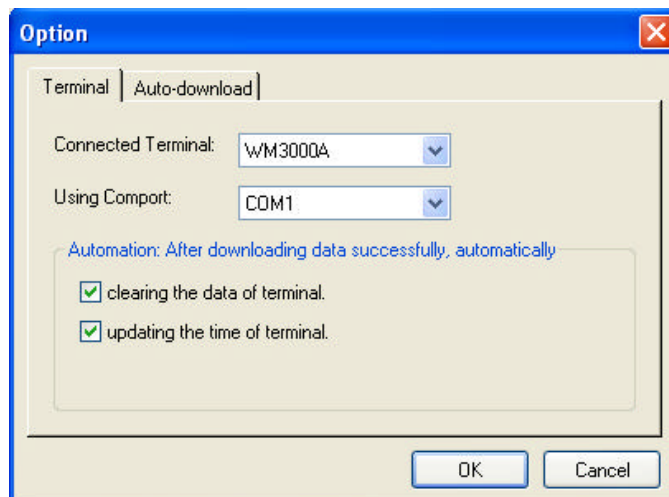 Option
Terminal
Auto-download
Connected Terminal: WM3000A
Using Comport: COM1
Automation: After downloading data successfully, automatically
clearing the data of terminal.
updating the time of terminal.
OK
Cancel